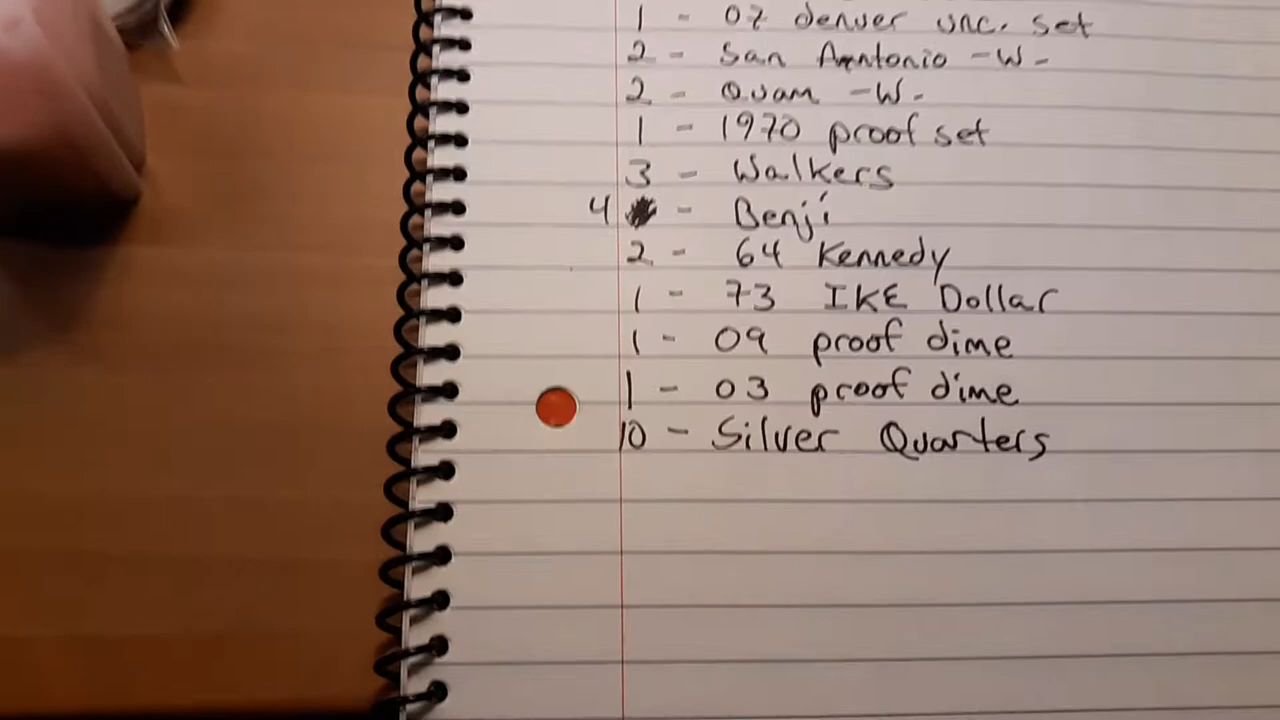 1 - 07 denver unc. set
2 - San Antonio -W-
2 - Quam -W-
1 - 1970 proof set
3 - Walkers
4 - Benji
2 - 64 Kennedy
1 - 73 IKE Dollar
1 - 09 proof dime
1 - 03 proof dime
10 - Silver Quarters